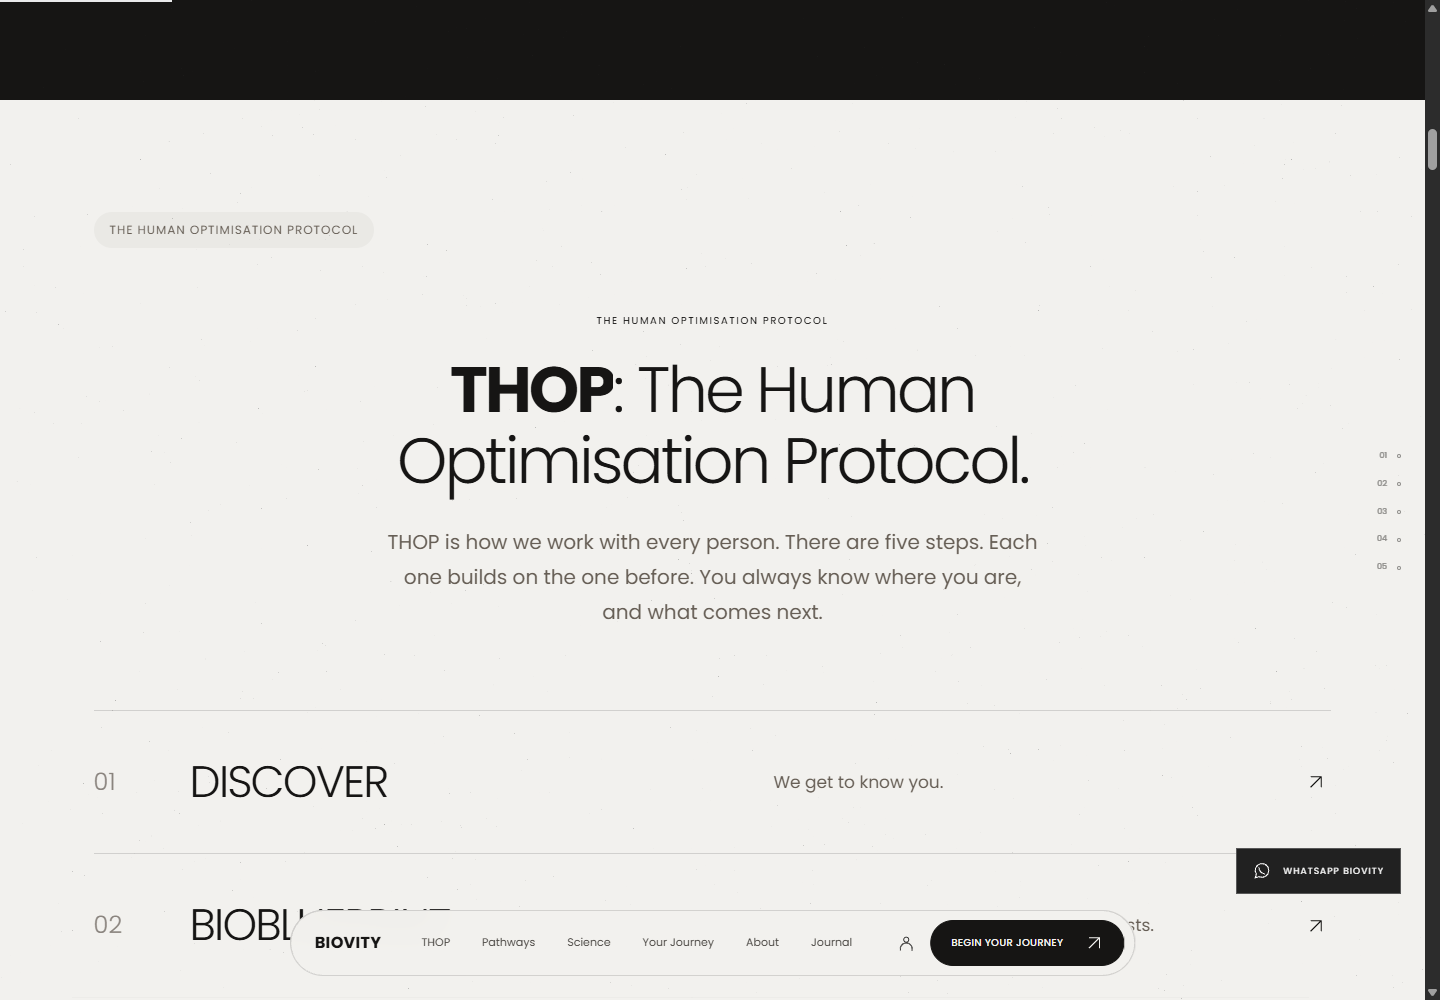 THE HUMAN OPTIMISATION PROTOCOL
THE HUMAN OPTIMISATION PROTOCOL
THOP: The Human
Optimisation Protocol.
THOP is how we work with every person. There are five steps. Each
one builds on the one before. You always know where you are,
and what comes next.
01
02
03
04
05
01 DISCOVER We get to know you. 
WHATSAPP BIOVITY
02
BIOVITY THOP Pathways Science Your Journey About Journal BEGIN YOUR JOURNEY